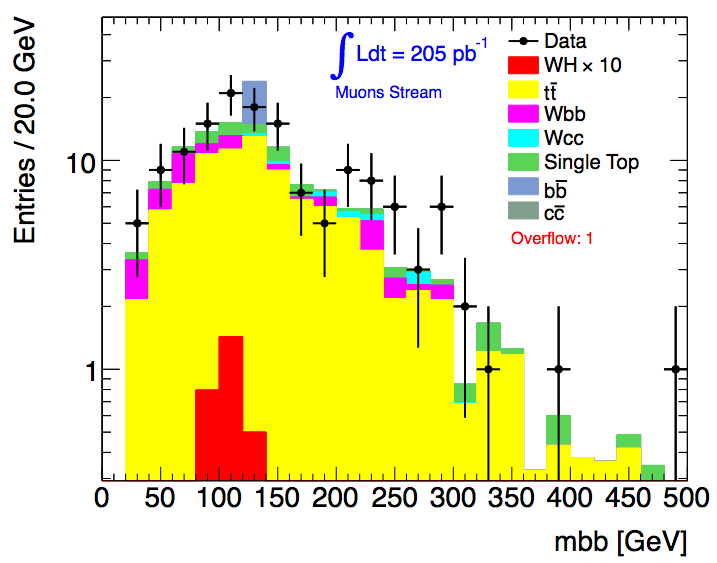 Entries / 20.0 GeV
10
1
∫ Ldt = 205 pb⁻¹
Muons Stream
Data
WH × 10
tt̄
Wbb
Wcc
Single Top
bb̄
cc̄
Overflow: 1
0 50 100 150 200 250 300 350 400 450 500
mbb [GeV]